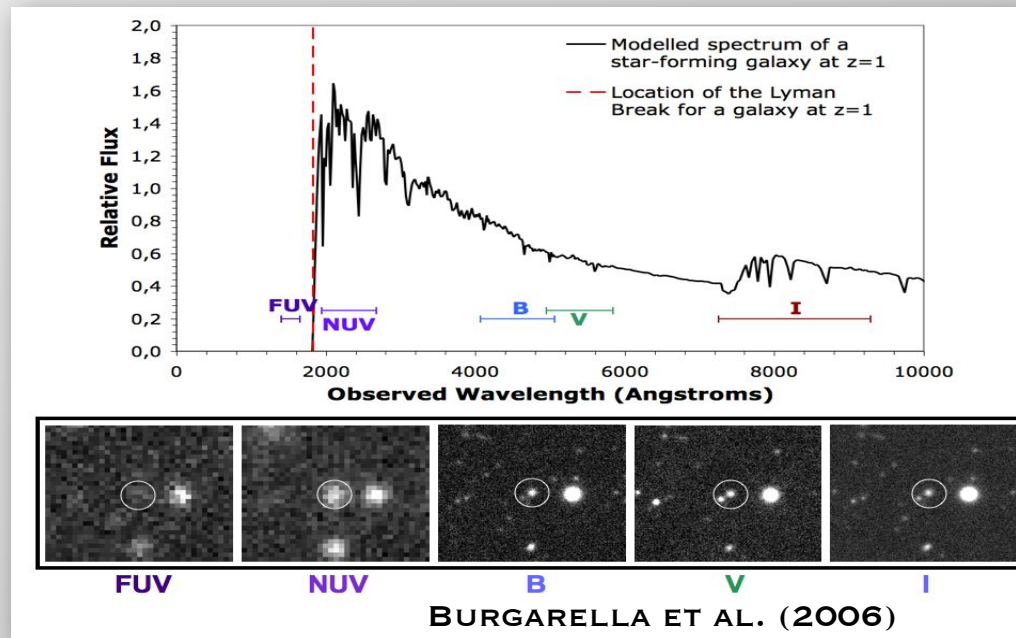 2,0
1,8
1,6
1,4
1,2
1,0
0,8
0,6
0,4
0,2
0,0
Relative Flux
Modelled spectrum of a
star-forming galaxy at z=1
Location of the Lyman
Break for a galaxy at z=1
FUV
NUV
B
V
I
0 2000 4000 6000 8000 10000
Observed Wavelength (Angstroms)
FUV NUV B V I
BURGARELLA ET AL. (2006)